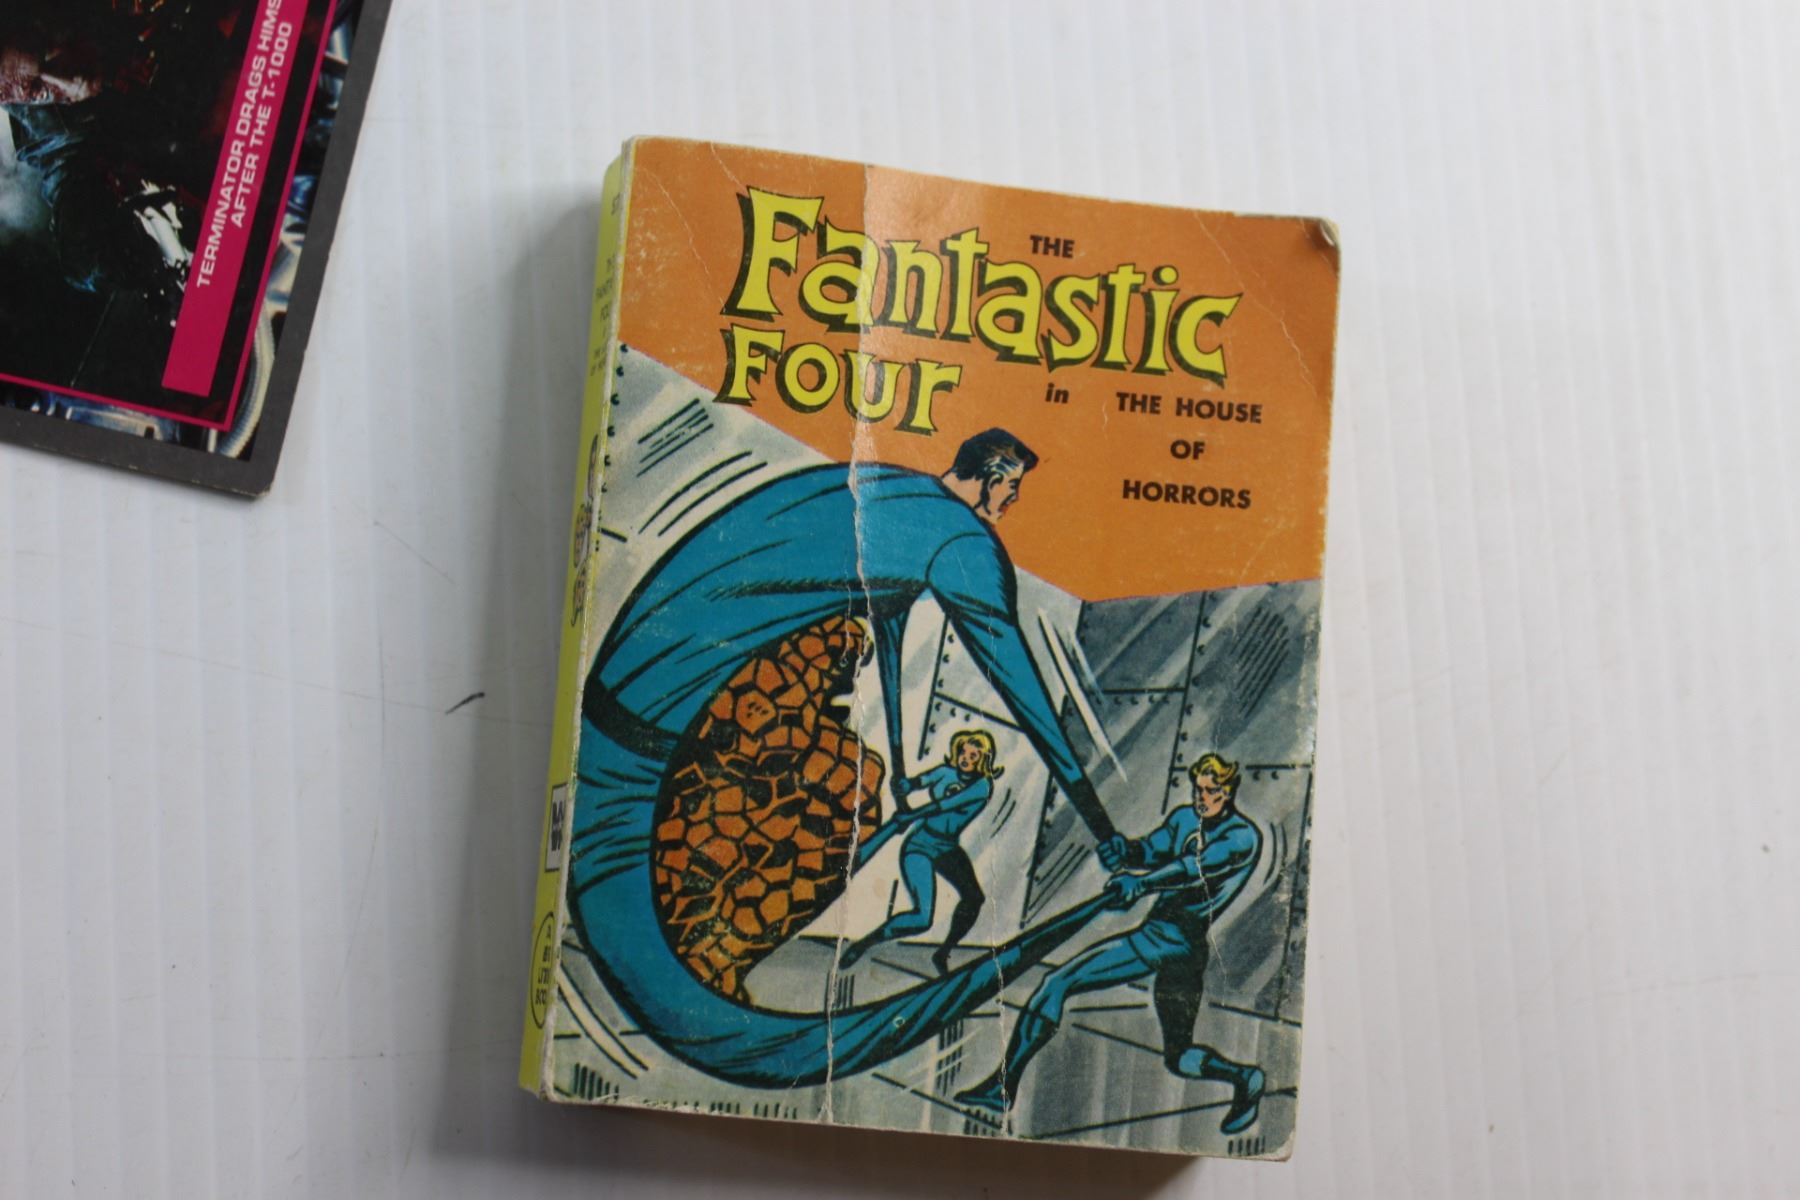 TERMINATOR DRAGS HIMS
AFTER THE T-1000
THE
Fantastic
Four
in THE HOUSE
OF
HORRORS